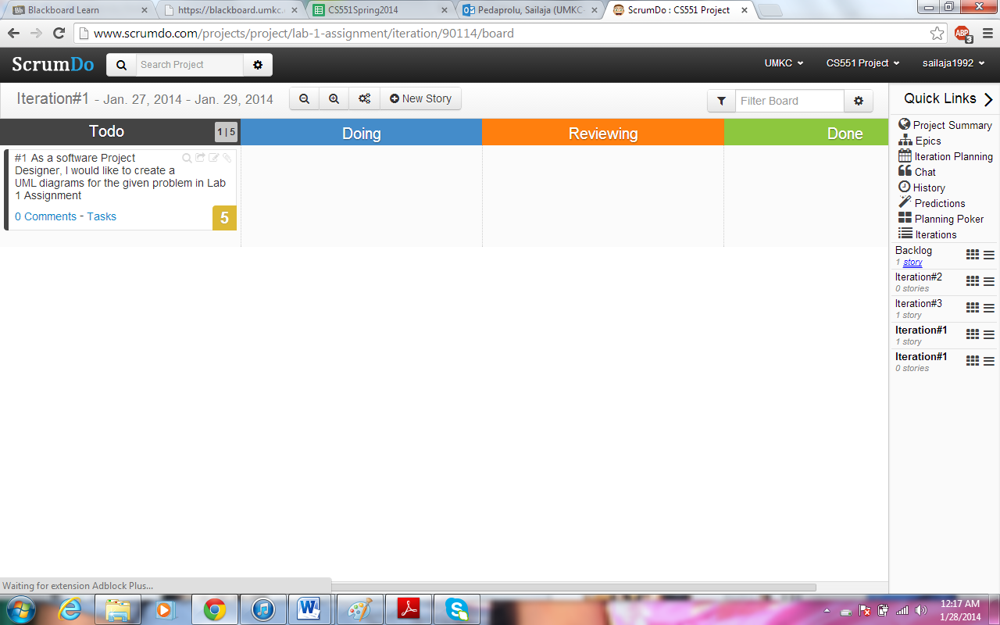 Blackboard Learn
https://blackboard.umkc.
CS551Spring2014
Pedaprolu, Sailaja (UMKC-
ScrumDo : CS551 Project
www.scrumdo.com/projects/project/lab-1-assignment/iteration/90114/board
ABP
3
ScrumDo
Search Project
UMKC
CS551 Project
sailaja1992
Iteration#1 - Jan. 27, 2014 - Jan. 29, 2014
New Story
Filter Board
Quick Links
Todo
1 | 5
Doing
Reviewing
Done
#1 As a software Project
Designer, I would like to create a
UML diagrams for the given problem in Lab
1 Assignment
0 Comments - Tasks
5
Project Summary
Epics
Iteration Planning
Chat
History
Predictions
Planning Poker
Iterations
Backlog
1 story
Iteration#2
0 stories
Iteration#3
1 story
Iteration#1
1 story
Iteration#1
0 stories
Waiting for extension Adblock Plus...
12:17 AM
1/28/2014